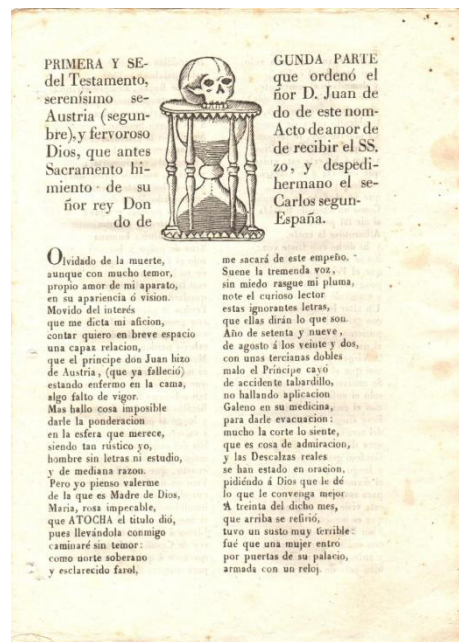 PRIMERA Y SE-
del Testamento,
serenísimo se-
Austria (segun-
bre), y fervoroso
Dios, que antes
Sacramento hi-
miento de su
ñor rey Don
do de
GUNDA PARTE
que ordenó el
ñor D. Juan de
do de este nom-
Acto de amor de
de recibir el SS.
zo, y despedi-
hermano el se-
Carlos segun-
España.
Olvidado de la muerte,
aunque con mucho temor,
propio amor de mi aparato,
en su apariencia ó vision.
Movido del interés
que me dicta mi aficion,
contar quiero en breve espacio
una capaz relacion,
que el principe don Juan hizo
de Austria, (que ya falleció)
estando enfermo en la cama,
algo falto de vigor.
Mas hallo cosa imposible
darle la ponderacion
en la esfera que merece,
siendo tan rústico yo,
hombre sin letras ni estudio,
y de mediana razon.
Pero yo pienso valerme
de la que es Madre de Dios,
Maria, rosa impecable,
que ATOCHA el titulo dió,
pues llevándola conmigo
caminaré sin temor:
como norte soberano
y esclarecido farol,
me sacará de este empeño.
Suene la tremenda voz,
sin miedo rasgue mi pluma,
note el curioso lector
estas ignorantes letras,
que ellas dirán lo que son.
Año de setenta y nueve,
de agosto á los veinte y dos,
con unas tercianas dobles
malo el Príncipe cayó
de accidente tabardillo,
no hallando aplicacion
Galeno en su medicina,
para darle evacuacion:
mucho la corte lo siente,
que es cosa de admiracion,
y las Descalzas reales
se han estado en oracion,
pidiéndo á Dios que le dé
lo que le convenga mejor.
A treinta del dicho mes,
que arriba se refirió,
tuvo un susto muy terrible:
fué que una mujer entró
por puertas de su palacio,
armada con un reloj.